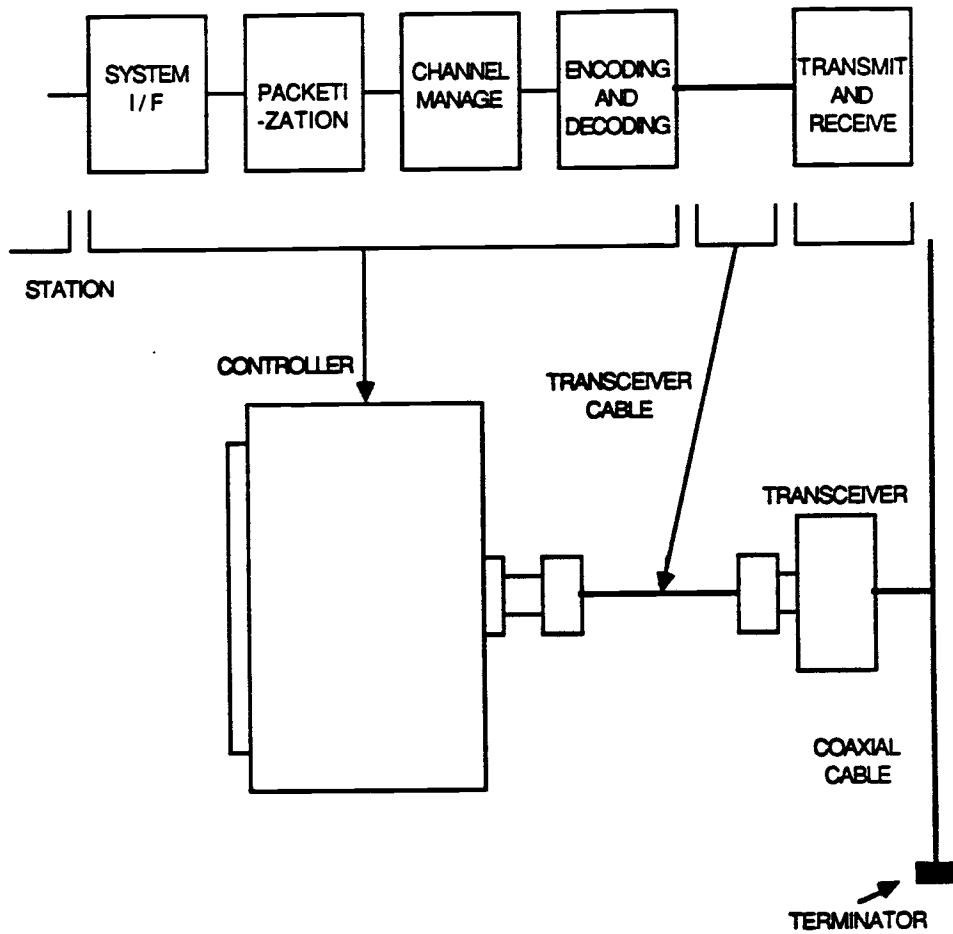 SYSTEM
I/F
PACKETI
-ZATION
CHANNEL
MANAGE
ENCODING
AND
DECODING
TRANSMIT
AND
RECEIVE
STATION
CONTROLLER
TRANSCEIVER
CABLE
TRANSCEIVER
COAXIAL
CABLE
TERMINATOR